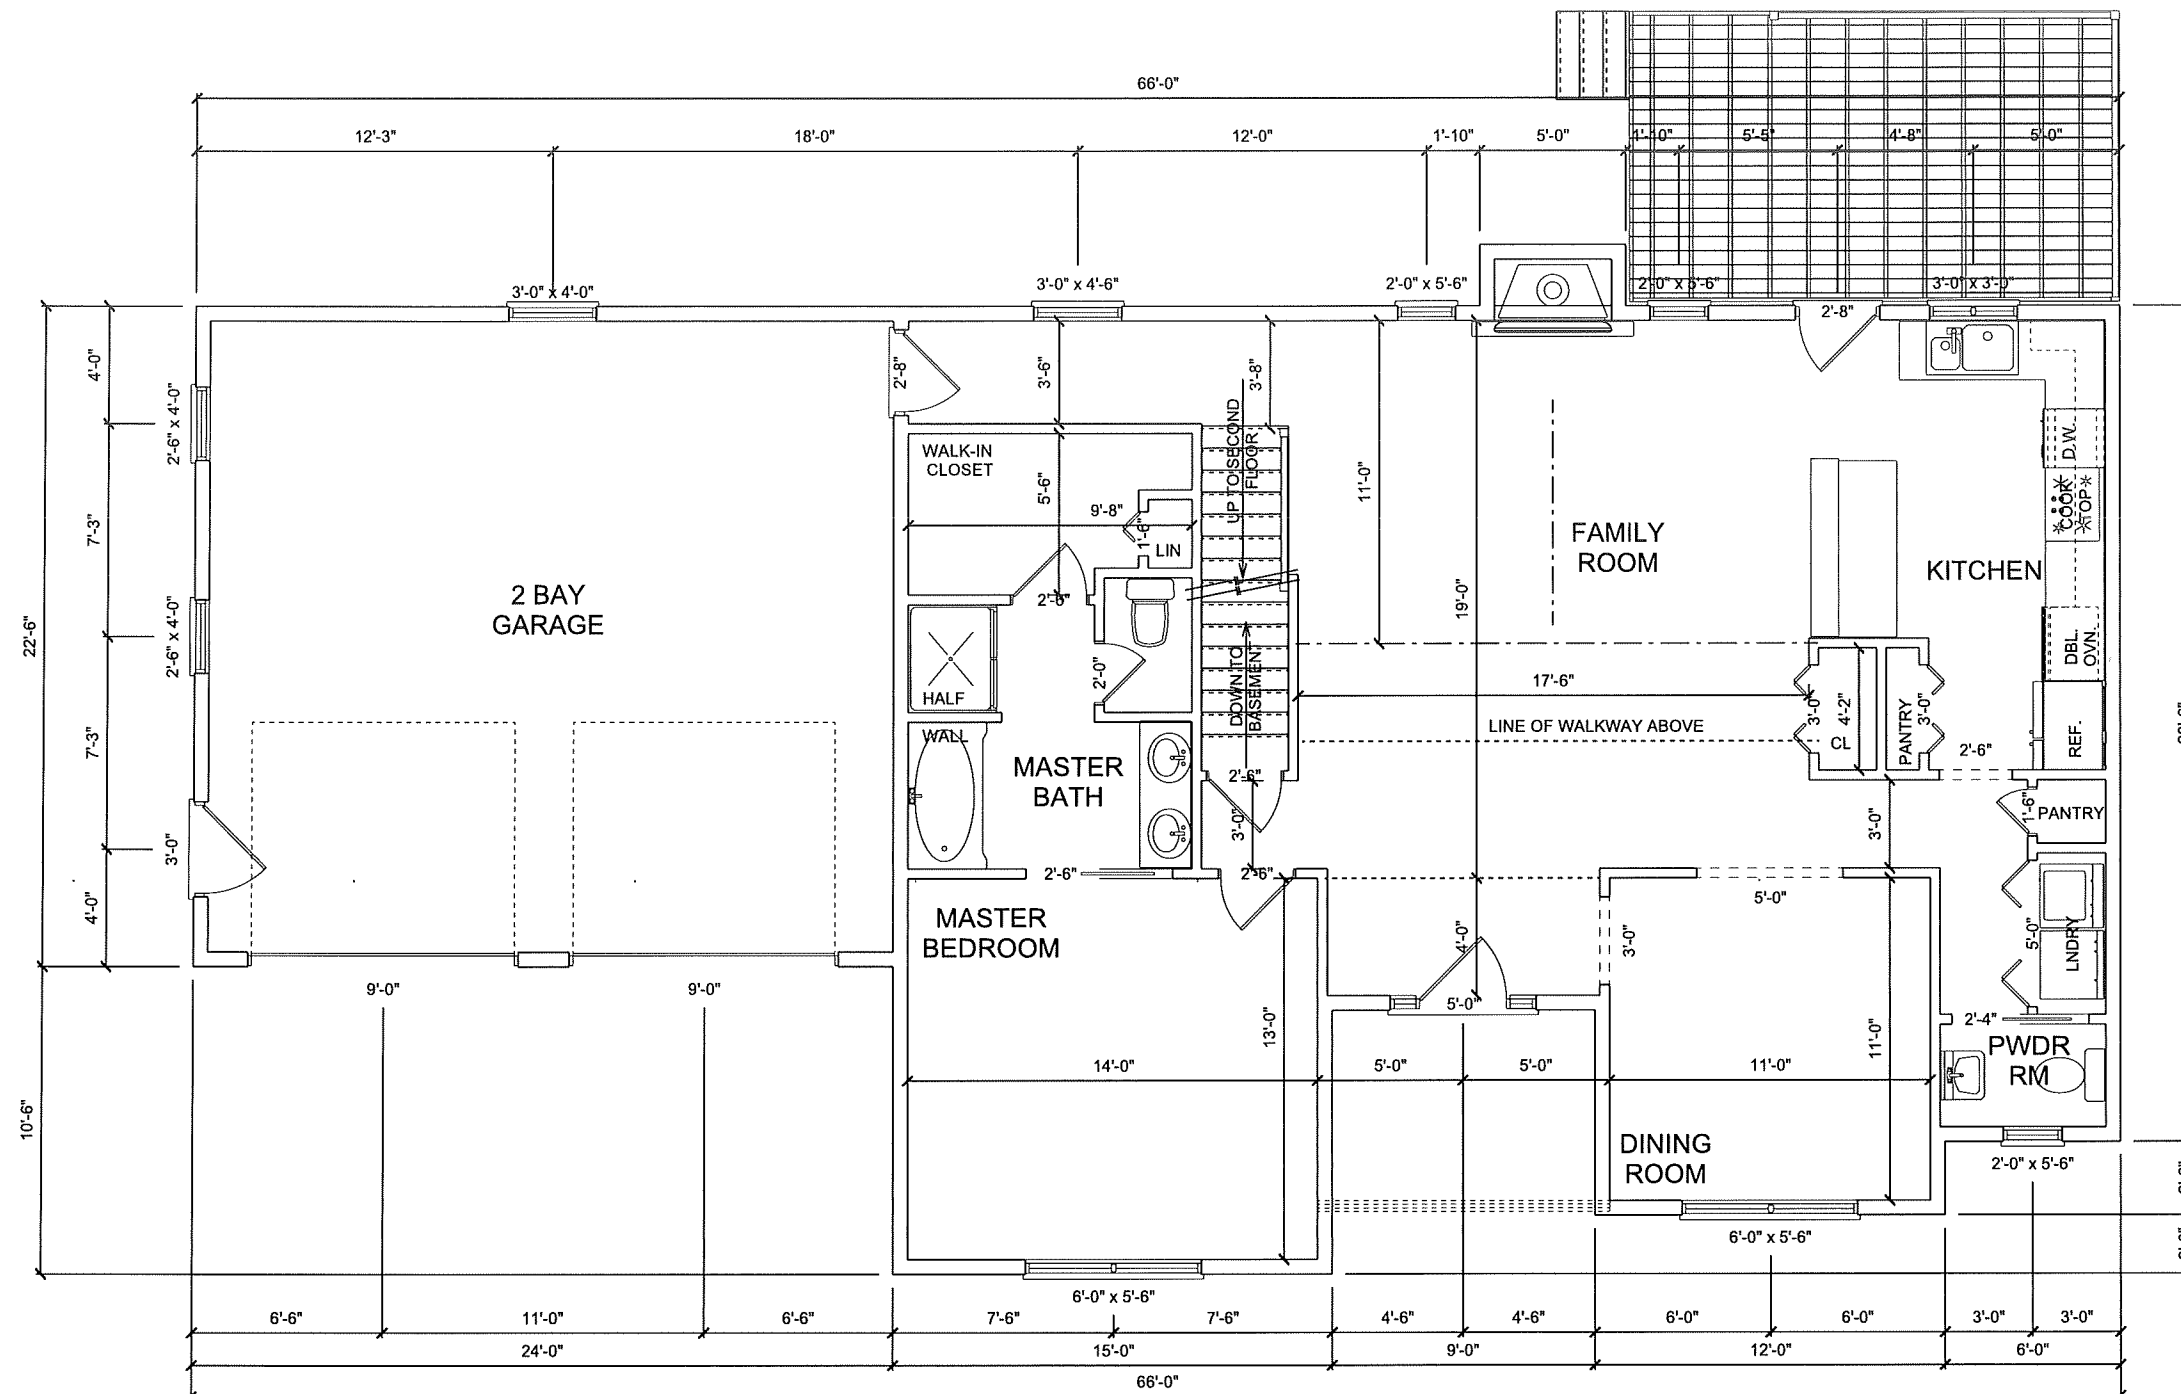 66'-0"
12'-3"
18'-0"
12'-0"
1'-10"
5'-0"
1'-10"
5'-5"
4'-8"
5'-0"
3'-0" x 4'-0"
3'-0" x 4'-6"
2'-0" x 5'-6"
2'-0" x 5'-6"
3'-0" x 3'-0"
2'-8"
4'-0"
2'-6" x 4'-0"
7'-3"
2'-6" x 4'-0"
22'-6"
7'-3"
3'-0"
4'-0"
10'-6"
2'-8"
3'-6"
3'-8"
WALK-IN
CLOSET
5'-6"
9'-8"
1'-6"
LIN
UP TO SECOND
FLOOR
11'-0"
19'-0"
FAMILY
ROOM
KITCHEN
D.W.
COOK
TOP
DBL.
OVN.
REF.
2 BAY
GARAGE
2'-0"
2'-0"
HALF
WALL
MASTER
BATH
DOWN TO
BASEMENT
17'-6"
LINE OF WALKWAY ABOVE
3'-0"
4'-2"
CL
PANTRY
3'-0"
2'-6"
2'-6"
3'-0"
3'-0"
1'-6"
PANTRY
2'-6"
2'-6"
5'-0"
MASTER
BEDROOM
4'-0"
3'-0"
5'-0"
LNDRY
9'-0"
9'-0"
5'-0"
13'-0"
11'-0"
2'-4"
PWDR
RM
14'-0"
5'-0"
5'-0"
11'-0"
DINING
ROOM
2'-0" x 5'-6"
6'-0" x 5'-6"
6'-0" x 5'-6"
6'-6"
11'-0"
6'-6"
7'-6"
7'-6"
4'-6"
4'-6"
6'-0"
6'-0"
3'-0"
3'-0"
24'-0"
15'-0"
9'-0"
12'-0"
6'-0"
66'-0"